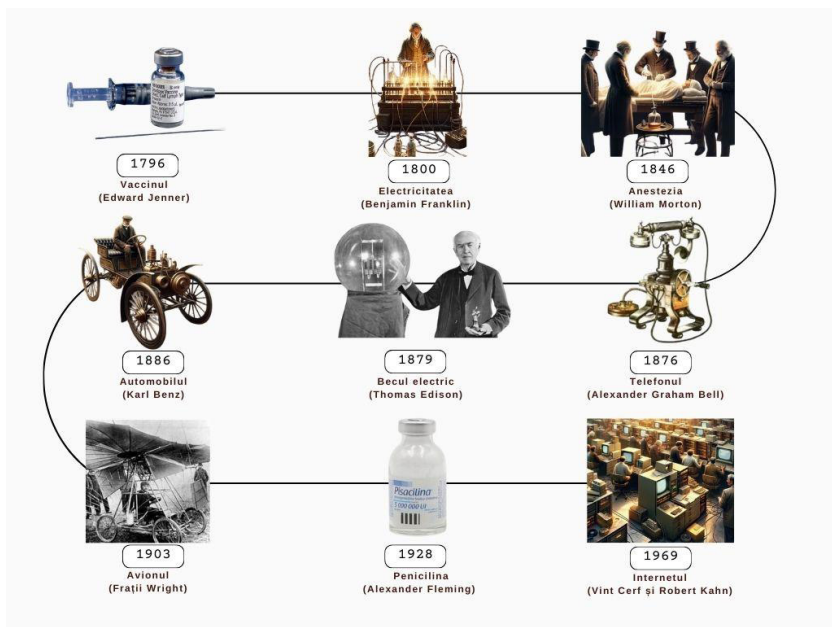 1796
Vaccinul
(Edward Jenner)
1800
Electricitatea
(Benjamin Franklin)
1846
Anestezia
(William Morton)
1886
Automobilul
(Karl Benz)
1879
Becul electric
(Thomas Edison)
1876
Telefonul
(Alexander Graham Bell)
Pisacilina
1903
Avionul
(Frații Wright)
1928
Penicilina
(Alexander Fleming)
1969
Internetul
(Vint Cerf și Robert Kahn)